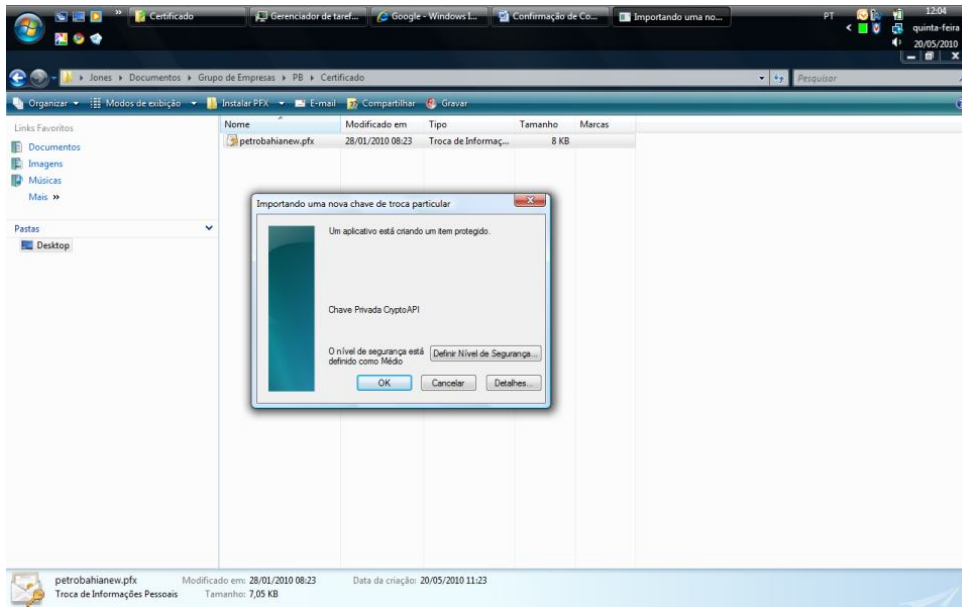 Certificado
Gerenciador de taref...
Google - Windows I...
Confirmação de Co...
Importando uma no...
PT
12:04
quinta-feira
20/05/2010
Jones ▸ Documentos ▸ Grupo de Empresas ▸ PB ▸ Certificado
Pesquisar
Organizar
Modos de exibição
Instalar PFX
E-mail
Compartilhar
Gravar
Links Favoritos
Documentos
Imagens
Músicas
Mais »
Pastas
Desktop
Nome
Modificado em
Tipo
Tamanho
Marcas
petrobahianew.pfx
28/01/2010 08:23
Troca de Informaç...
8 KB
Importando uma nova chave de troca particular
Um aplicativo está criando um item protegido.
Chave Privada CryptoAPI
O nível de segurança está
definido como Médio
Definir Nível de Segurança...
OK
Cancelar
Detalhes...
petrobahianew.pfx
Modificado em: 28/01/2010 08:23
Data da criação: 20/05/2010 11:23
Troca de Informações Pessoais
Tamanho: 7,05 KB